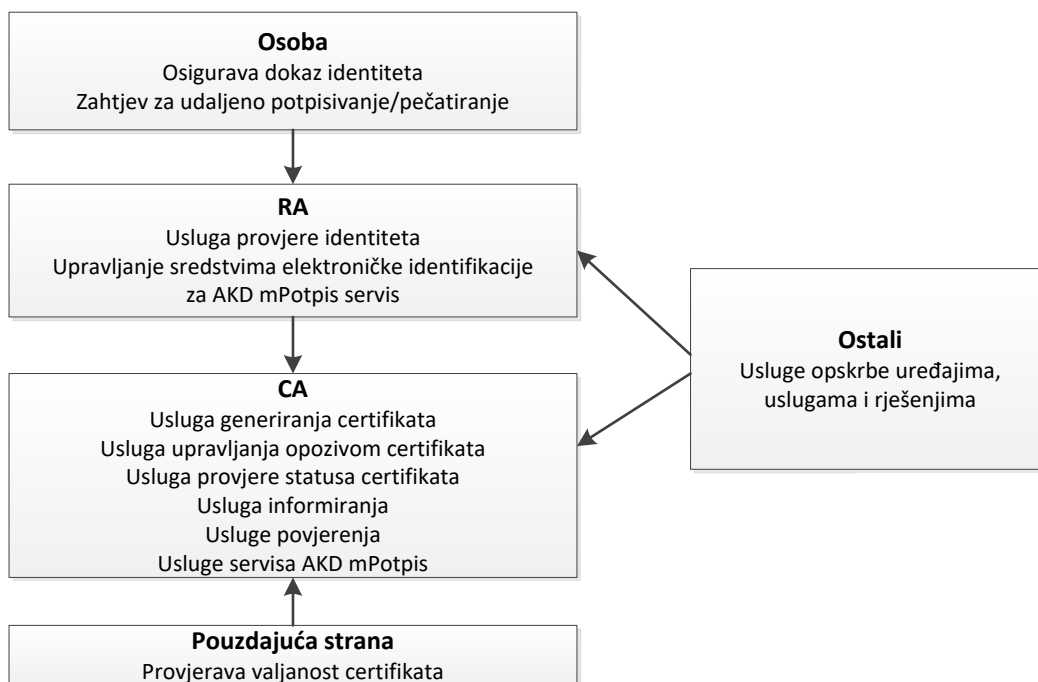 Osoba
Osigurava dokaz identiteta
Zahtjev za udaljeno potpisivanje/pečatiranje
RA
Usluga provjere identiteta
Upravljanje sredstvima elektroničke identifikacije
za AKD mPotpis servis
Ostali
Usluge opskrbe uređajima,
uslugama i rješenjima
CA
Usluga generiranja certifikata
Usluga upravljanja opozivom certifikata
Usluga provjere statusa certifikata
Usluga informiranja
Usluge povjerenja
Usluge servisa AKD mPotpis
Pouzdajuća strana
Provjerava valjanost certifikata